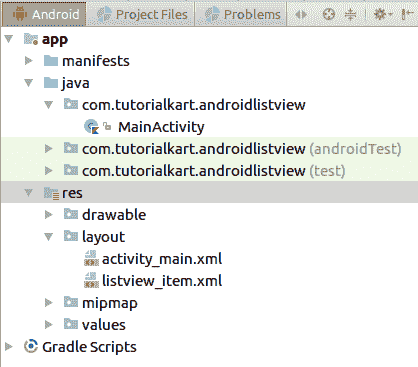 Android Project Files Problems
app
manifests
java
com.tutorialkart.androidlistview
MainActivity
com.tutorialkart.androidlistview (androidTest)
com.tutorialkart.androidlistview (test)
res
drawable
layout
activity_main.xml
listview_item.xml
mipmap
values
Gradle Scripts